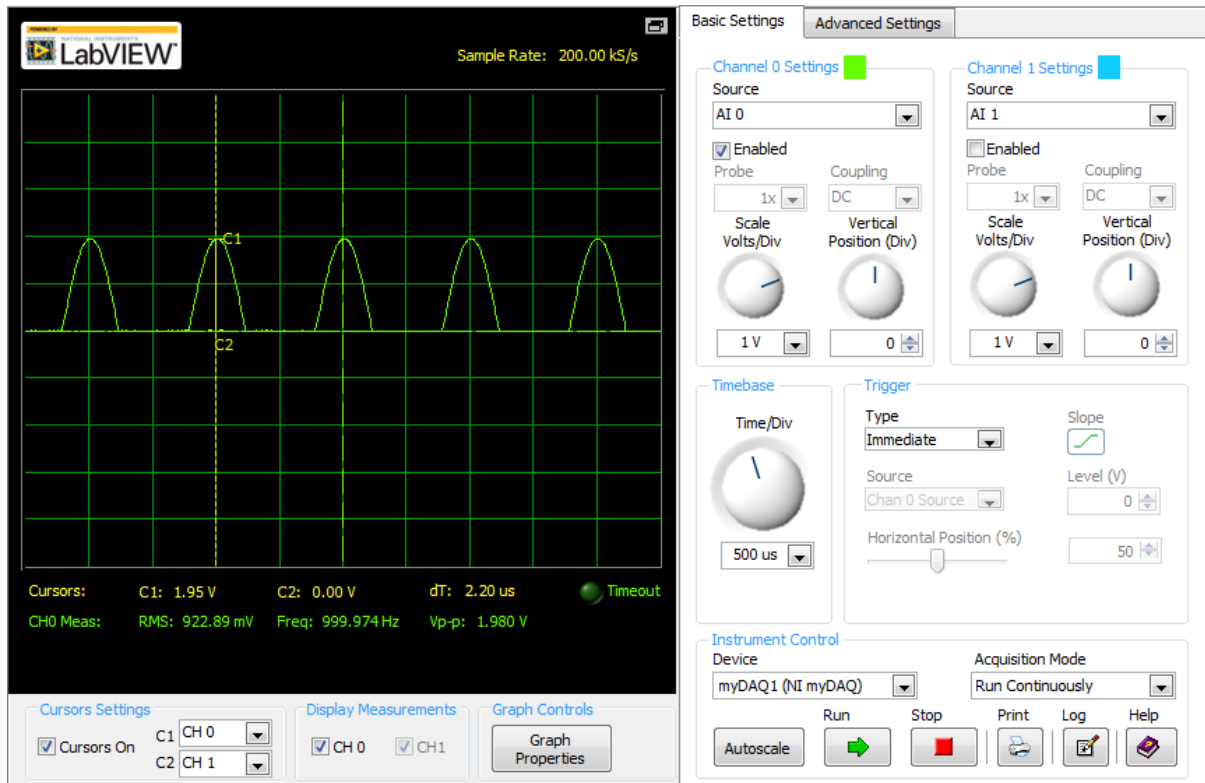 POWERED BY
NATIONAL INSTRUMENTS
LabVIEW™
Sample Rate: 200.00 kS/s
C1
C2
Cursors: C1: 1.95 V C2: 0.00 V dT: 2.20 us Timeout
CH0 Meas: RMS: 922.89 mV Freq: 999.974 Hz Vp-p: 1.980 V
Cursors Settings
Cursors On
C1 CH 0
C2 CH 1
Display Measurements
CH 0 CH1
Graph Controls
Graph
Properties
Basic Settings Advanced Settings
Channel 0 Settings
Source
AI 0
Enabled
Probe Coupling
1x DC
Scale
Volts/Div
Vertical
Position (Div)
1 V 0
Channel 1 Settings
Source
AI 1
Enabled
Probe Coupling
1x DC
Scale
Volts/Div
Vertical
Position (Div)
1 V 0
Timebase
Time/Div
500 us
Trigger
Type
Immediate
Slope
Source
Chan 0 Source
Level (V)
0
Horizontal Position (%)
50
Instrument Control
Device
myDAQ1 (NI myDAQ)
Acquisition Mode
Run Continuously
Run Stop Print Log Help
Autoscale